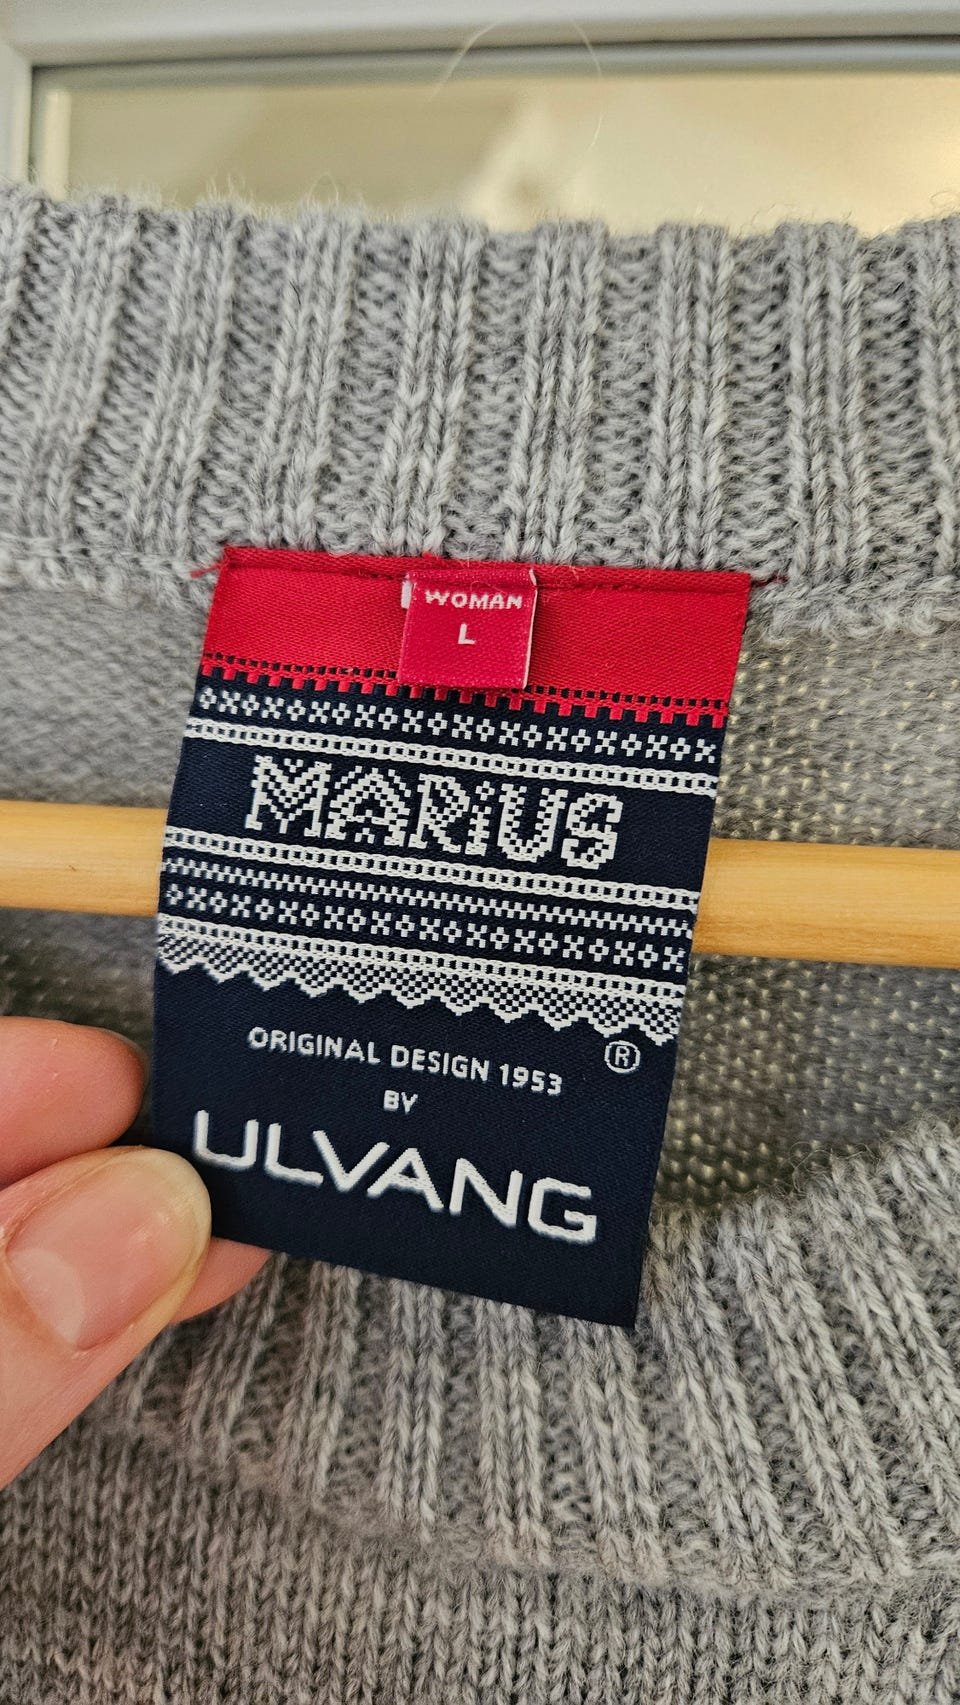 WOMAN
L
MARiUS
®
ORIGINAL DESIGN 1953
BY
ULVANG